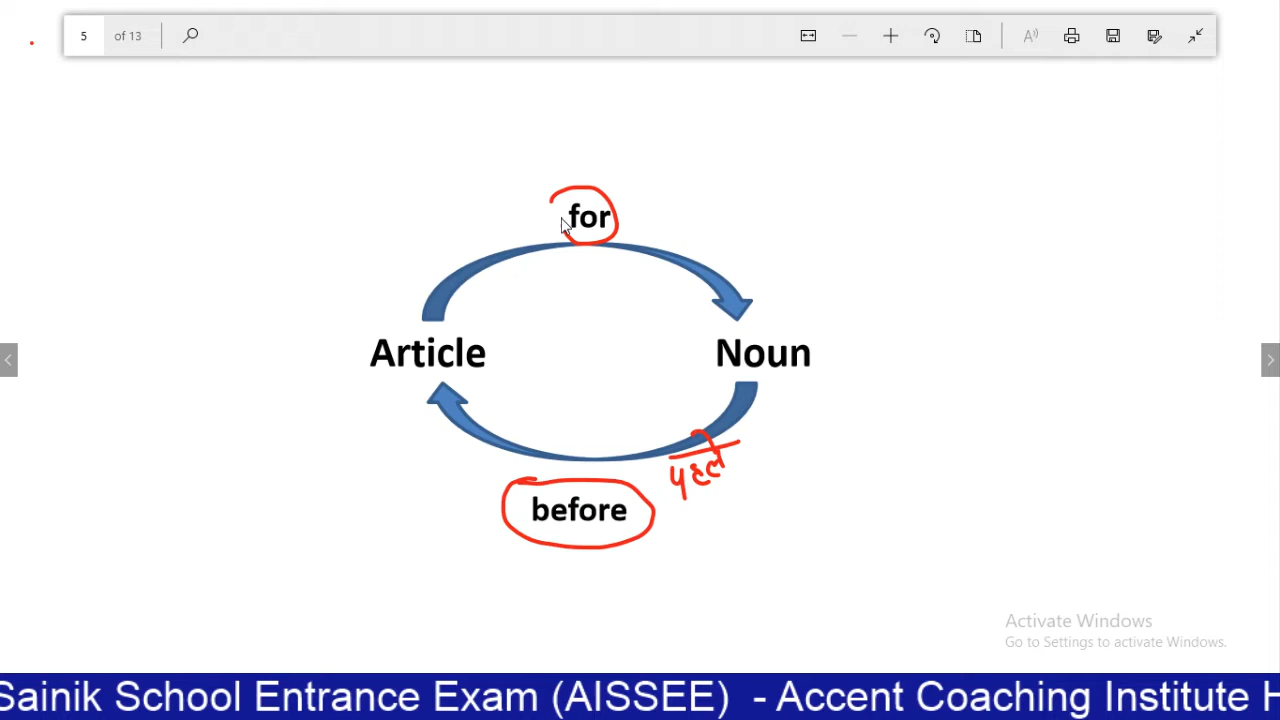 5 of 13
for
Article Noun
पहले
before
Activate Windows
Go to Settings to activate Windows.
Sainik School Entrance Exam (AISSEE) - Accent Coaching Institute H